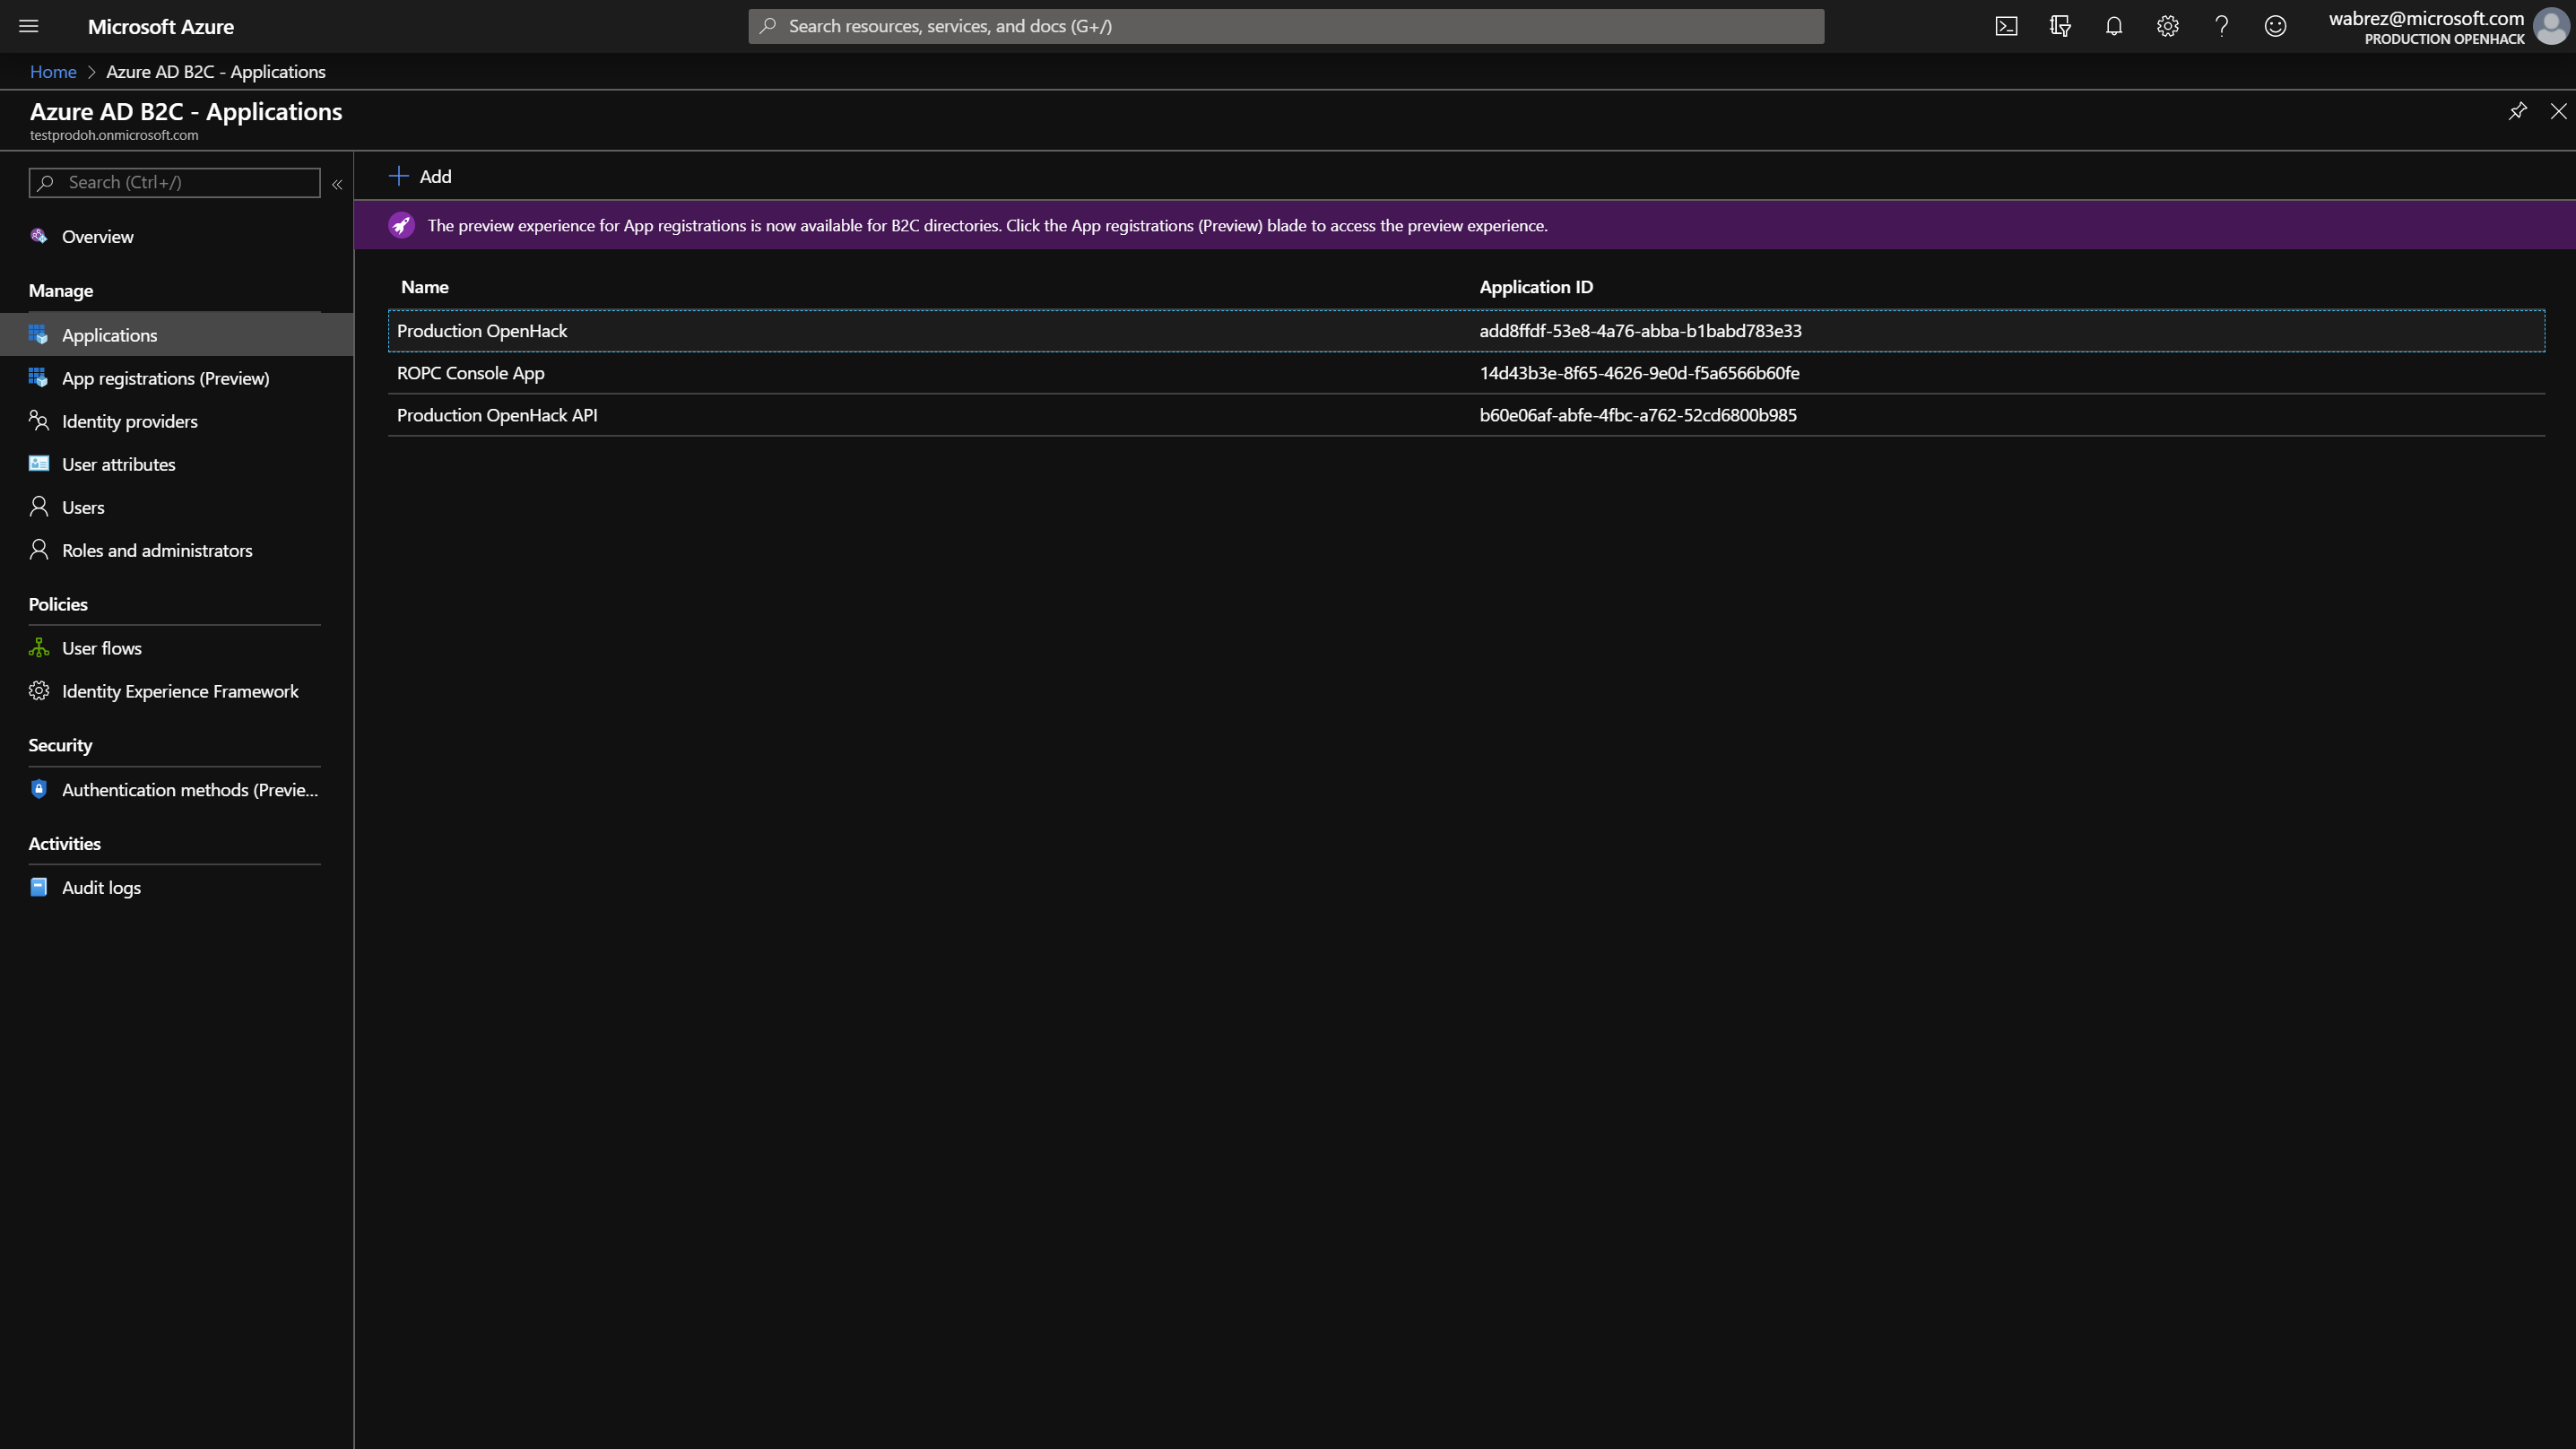 Microsoft Azure
Search resources, services, and docs (G+/)
wabrez@microsoft.com
PRODUCTION OPENHACK
Home > Azure AD B2C - Applications
Azure AD B2C - Applications
testprodoh.onmicrosoft.com
Search (Ctrl+/)
«
Overview
Manage
Applications
App registrations (Preview)
Identity providers
User attributes
Users
Roles and administrators
Policies
User flows
Identity Experience Framework
Security
Authentication methods (Previe...
Activities
Audit logs
Add
The preview experience for App registrations is now available for B2C directories. Click the App registrations (Preview) blade to access the preview experience.
Name Application ID
Production OpenHack add8ffdf-53e8-4a76-abba-b1babd783e33
ROPC Console App 14d43b3e-8f65-4626-9e0d-f5a6566b60fe
Production OpenHack API b60e06af-abfe-4fbc-a762-52cd6800b985